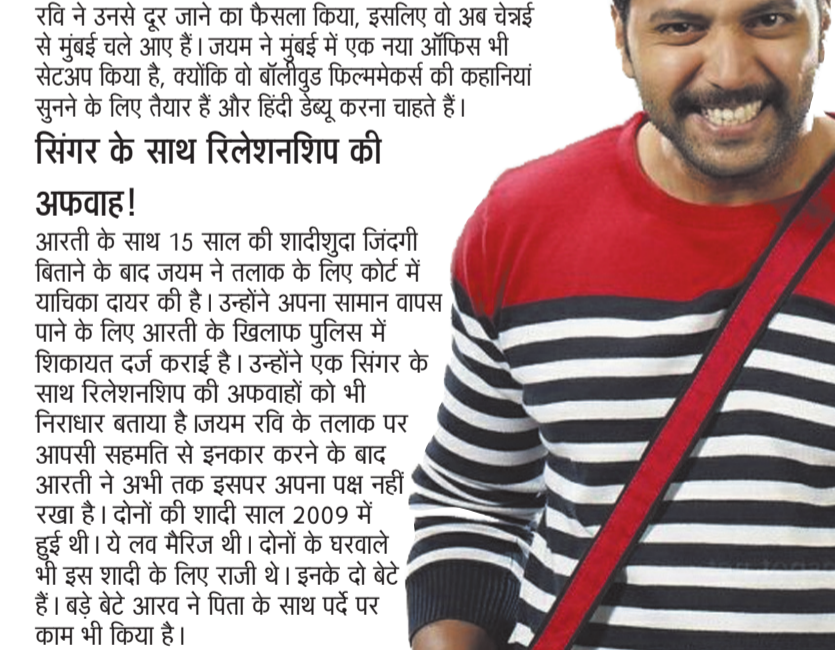 रवि ने उनसे दूर जाने का फैसला किया, इसलिए वो अब चेन्नई
से मुंबई चले आए हैं। जयम ने मुंबई में एक नया ऑफिस भी
सेटअप किया है, क्योंकि वो बॉलीवुड फिल्ममेकर्स की कहानियां
सुनने के लिए तैयार हैं और हिंदी डेब्यू करना चाहते हैं।
सिंगर के साथ रिलेशनशिप की
अफवाह!
आरती के साथ 15 साल की शादीशुदा जिंदगी
बिताने के बाद जयम ने तलाक के लिए कोर्ट में
याचिका दायर की है। उन्होंने अपना सामान वापस
पाने के लिए आरती के खिलाफ पुलिस में
शिकायत दर्ज कराई है। उन्होंने एक सिंगर के
साथ रिलेशनशिप की अफवाहों को भी
निराधार बताया है।जयम रवि के तलाक पर
आपसी सहमति से इनकार करने के बाद
आरती ने अभी तक इसपर अपना पक्ष नहीं
रखा है। दोनों की शादी साल 2009 में
हुई थी। ये लव मैरिज थी। दोनों के घरवाले
भी इस शादी के लिए राजी थे। इनके दो बेटे
हैं। बड़े बेटे आरव ने पिता के साथ पर्दे पर
काम भी किया है।